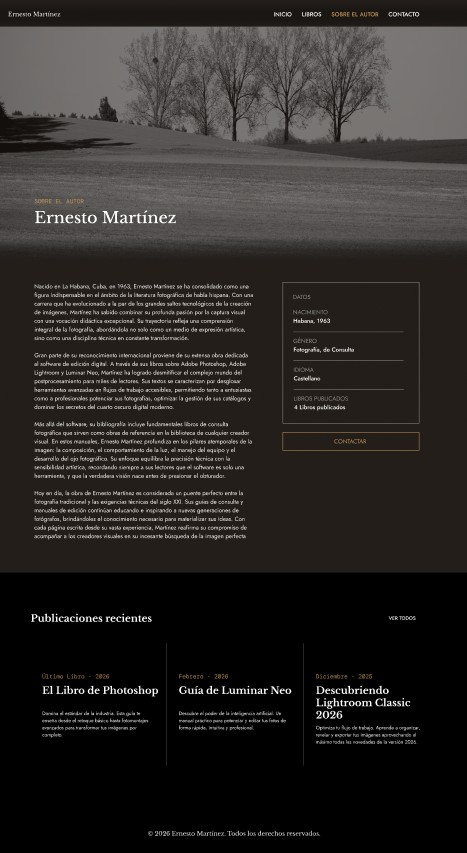 Ernesto Martínez
INICIO LIBROS SOBRE EL AUTOR CONTACTO
SOBRE EL AUTOR
Ernesto Martínez
Nacido en La Habana, Cuba, en 1963, Ernesto Martínez se ha consolidado como una
figura indispensable en el ámbito de la literatura fotográfica de habla hispana. Con una
carrera que ha evolucionado a la par de los grandes saltos tecnológicos de la creación
de imágenes, Martínez ha sabido combinar su profunda pasión por la captura visual
con una vocación didáctica excepcional. Su trayectoria refleja una comprensión
integral de la fotografía, abordándola no solo como un medio de expresión artística,
sino como una disciplina técnica en constante transformación.
Gran parte de su reconocimiento internacional proviene de su extensa obra dedicada
al software de edición digital. A través de sus libros sobre Adobe Photoshop, Adobe
Lightroom y Luminar Neo, Martínez ha logrado desmitificar el complejo mundo del
postprocesamiento para miles de lectores. Sus textos se caracterizan por desglosar
herramientas avanzadas en flujos de trabajo accesibles, permitiendo tanto a entusiastas
como a profesionales potenciar sus fotografías, optimizar la gestión de sus catálogos y
dominar los secretos del cuarto oscuro digital moderno.
Más allá del software, su bibliografía incluye fundamentales libros de consulta
fotográfica que sirven como obras de referencia en la biblioteca de cualquier creador
visual. En estos manuales, Ernesto Martínez profundiza en los pilares atemporales de la
imagen: la composición, el comportamiento de la luz, el manejo del equipo y el
desarrollo del ojo fotográfico. Su enfoque equilibra la precisión técnica con la
sensibilidad artística, recordando siempre a sus lectores que el software es solo una
herramienta, y que la verdadera visión nace antes de presionar el obturador.
Hoy en día, la obra de Ernesto Martínez es considerada un puente perfecto entre la
fotografía tradicional y las exigencias técnicas del siglo XXI. Sus guías de consulta y
manuales de edición continúan educando e inspirando a nuevas generaciones de
fotógrafos, brindándoles el conocimiento necesario para materializar sus ideas. Con
cada página escrita desde su vasta experiencia, Martínez reafirma su compromiso de
acompañar a los creadores visuales en su incesante búsqueda de la imagen perfecta
DATOS
NACIMIENTO
Habana, 1963
GÉNERO
Fotografía, de Consulta
IDIOMA
Castellano
LIBROS PUBLICADOS
4 Libros publicados
CONTACTAR
Publicaciones recientes
VER TODOS
Último Libro · 2026
El Libro de Photoshop
Domina el estándar de la industria. Esta guía te
enseña desde el retoque básico hasta fotomontajes
avanzados para transformar tus imágenes por
completo.
Febrero · 2026
Guía de Luminar Neo
Descubre el poder de la inteligencia artificial. Un
manual práctico para potenciar y editar tus fotos de
forma rápida, intuitiva y profesional.
Diciembre · 2026
Descubriendo
Lightroom Classic
2026
Optimiza tu flujo de trabajo. Aprende a organizar,
revelar y exportar tus imágenes aprovechando al
máximo todas las novedades de la versión 2026.
© 2026 Ernesto Martínez. Todos los derechos reservados.